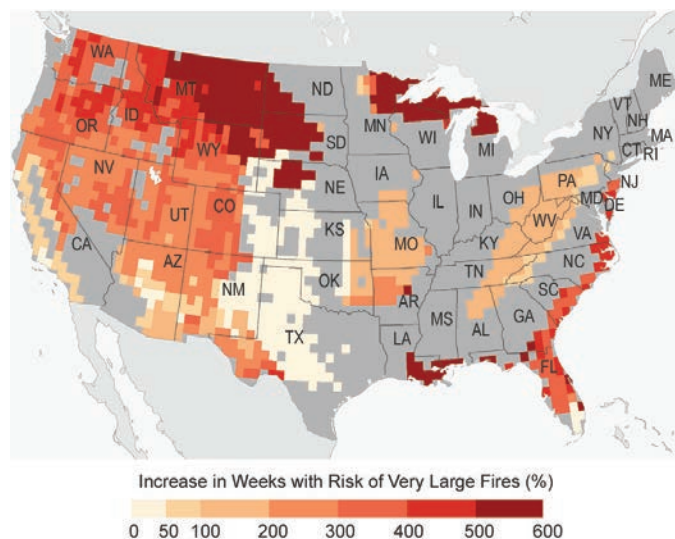 WA
ME
MT
ND
VT
NH
OR
ID
MN
NY
MA
SD
WI
CT
RI
WY
MI
NV
IA
PA
NJ
NE
OH
MD
DE
UT
CO
IL
IN
WV
VA
CA
KS
MO
KY
NC
AZ
OK
TN
NM
AR
SC
TX
MS
AL
GA
LA
FL
Increase in Weeks with Risk of Very Large Fires (%)
0 50 100 200 300 400 500 600